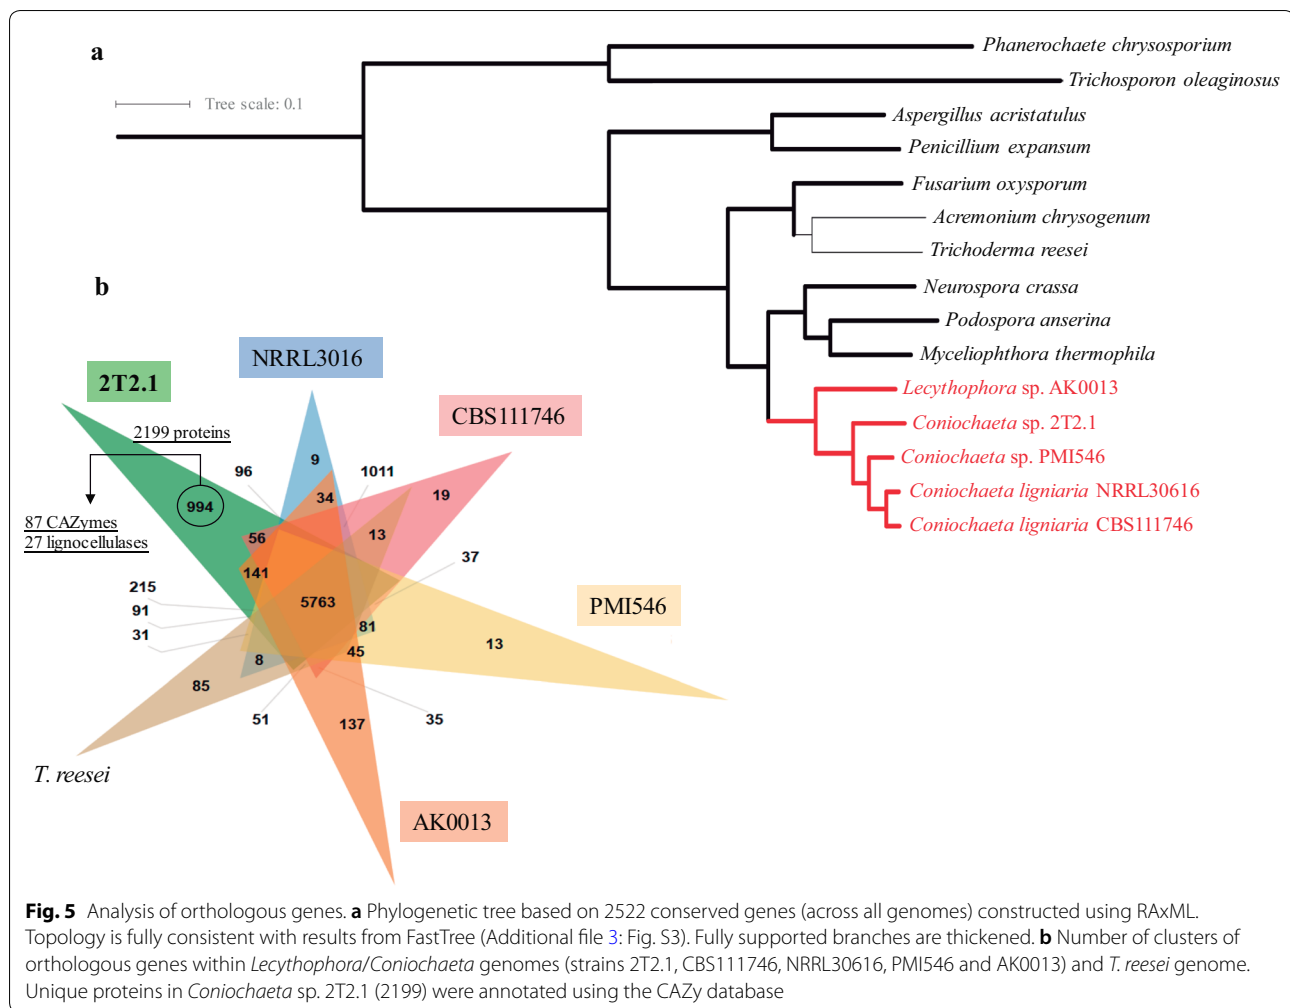 a
Tree scale: 0.1
Phanerochaete chrysosporium
Trichosporon oleaginosus
Aspergillus acristatulus
Penicillium expansum
Fusarium oxysporum
Acremonium chrysogenum
Trichoderma reesei
Neurospora crassa
Podospora anserina
Myceliophthora thermophila
Lecythophora sp. AK0013
Coniochaeta sp. 2T2.1
Coniochaeta sp. PMI546
Coniochaeta ligniaria NRRL30616
Coniochaeta ligniaria CBS111746
b
NRRL3016
2T2.1
CBS111746
2199 proteins
96
9
1011
34
19
994
13
87 CAZymes
27 lignocellulases
56
37
141
215
5763
PMI546
91
81
31
13
45
8
85
51
137
35
T. reesei
AK0013
Fig. 5 Analysis of orthologous genes. a Phylogenetic tree based on 2522 conserved genes (across all genomes) constructed using RAxML.
Topology is fully consistent with results from FastTree (Additional file 3: Fig. S3). Fully supported branches are thickened. b Number of clusters of
orthologous genes within Lecythophora/Coniochaeta genomes (strains 2T2.1, CBS111746, NRRL30616, PMI546 and AK0013) and T. reesei genome.
Unique proteins in Coniochaeta sp. 2T2.1 (2199) were annotated using the CAZy database